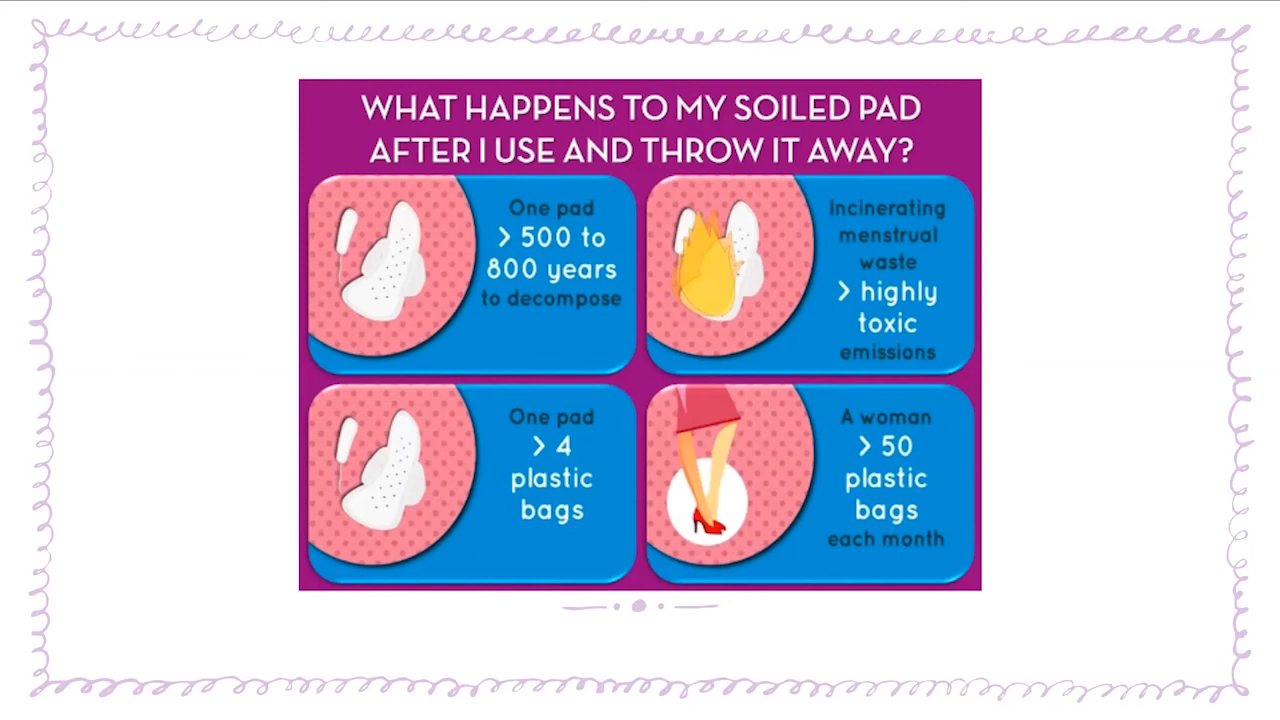 WHAT HAPPENS TO MY SOILED PAD
AFTER I USE AND THROW IT AWAY?
One pad
> 500 to
800 years
to decompose
Incinerating
menstrual
waste
> highly
toxic
emissions
One pad
> 4
plastic
bags
A woman
> 50
plastic
bags
each month